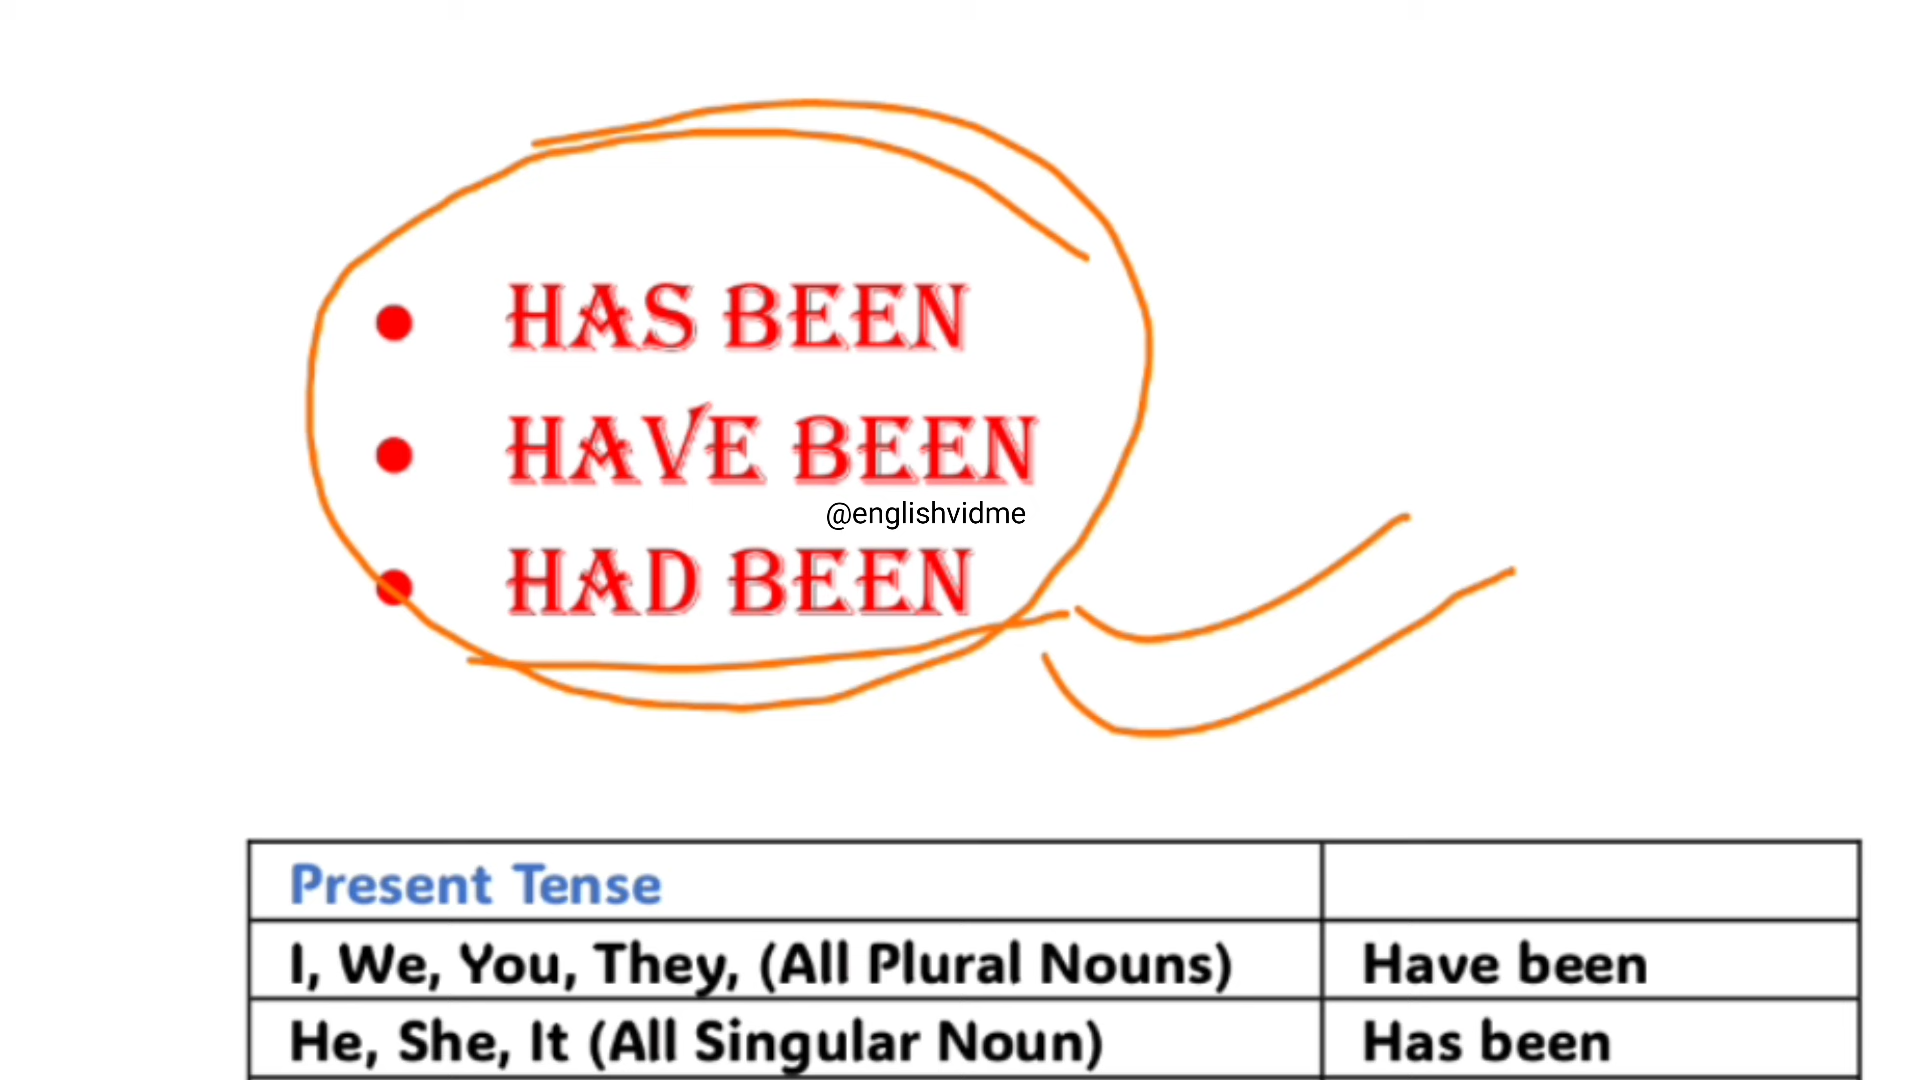 HAS BEEN
HAVE BEEN
@englishvidme
HAD BEEN
Present Tense
I, We, You, They, (All Plural Nouns) Have been
He, She, It (All Singular Noun) Has been